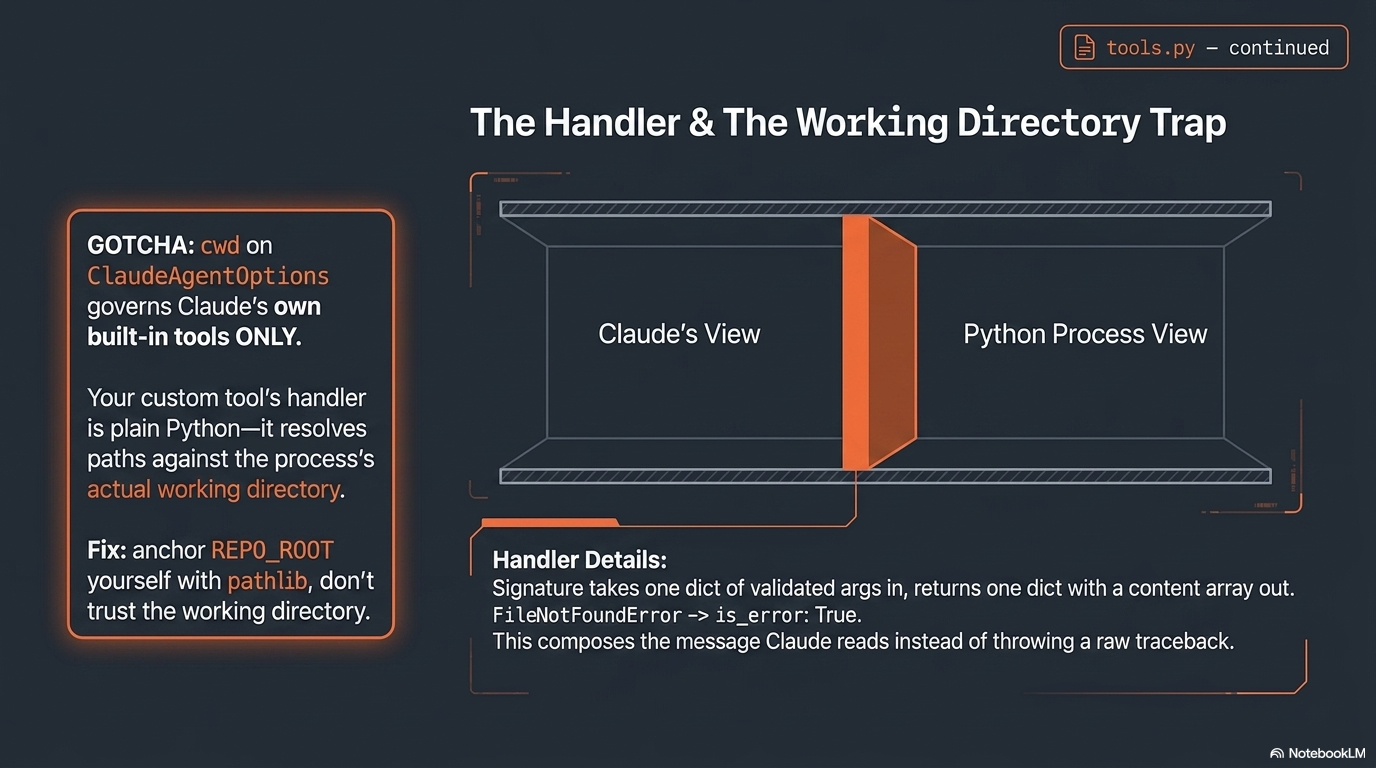 tools.py — continued
The Handler & The Working Directory Trap
GOTCHA: cwd on
ClaudeAgentOptions
governs Claude's own
built-in tools ONLY.
Your custom tool's handler
is plain Python—it resolves
paths against the process's
actual working directory.
Fix: anchor REPO_ROOT
yourself with pathlib, don't
trust the working directory.
Claude's View
Python Process View
Handler Details:
Signature takes one dict of validated args in, returns one dict with a content array out.
FileNotFoundError –> is_error: True.
This composes the message Claude reads instead of throwing a raw traceback.
NotebookLM